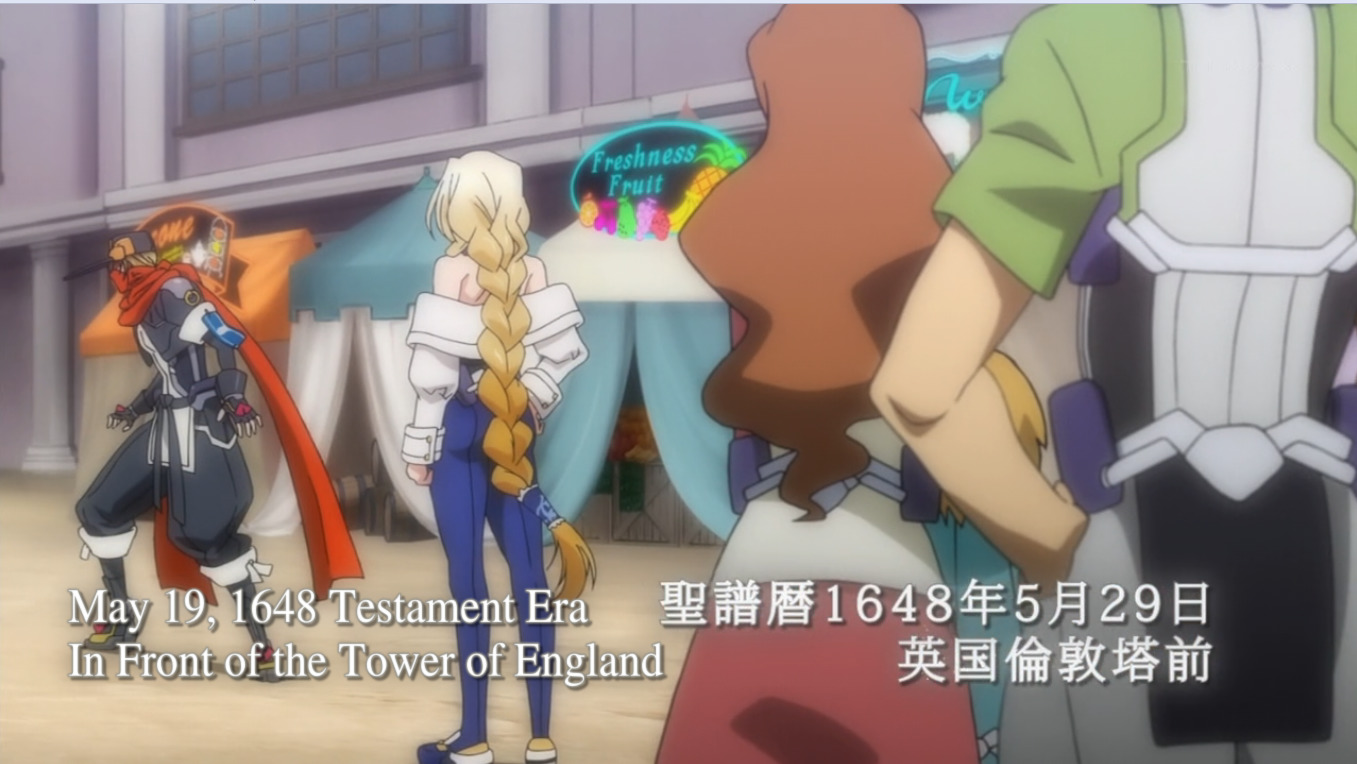 Freshness
Fruit
May 19, 1648 Testament Era
In Front of the Tower of England
聖譜暦1648年5月29日
英国倫敦塔前